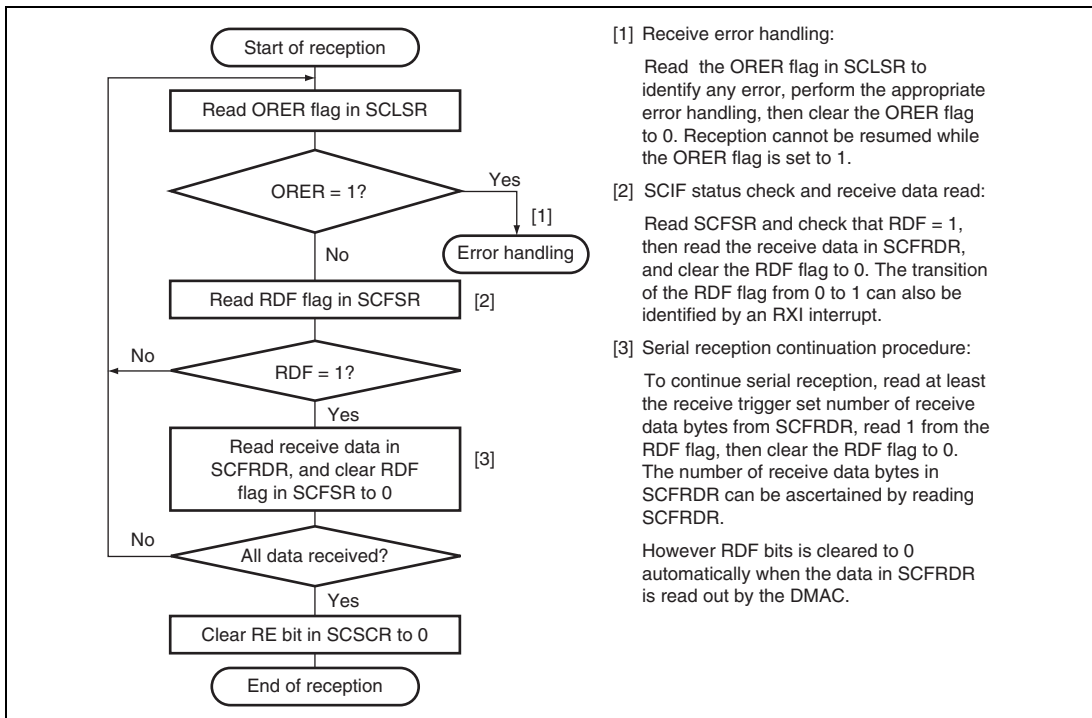 Start of reception
Read ORER flag in SCLSR
ORER = 1?
Yes
[1]
Error handling
No
Read RDF flag in SCFSR
[2]
No
RDF = 1?
Yes
Read receive data in
SCFRDR, and clear RDF
flag in SCFSR to 0
[3]
No
All data received?
Yes
Clear RE bit in SCSCR to 0
End of reception
[1] Receive error handling:
Read the ORER flag in SCLSR to
identify any error, perform the appropriate
error handling, then clear the ORER flag
to 0. Reception cannot be resumed while
the ORER flag is set to 1.
[2] SCIF status check and receive data read:
Read SCFSR and check that RDF = 1,
then read the receive data in SCFRDR,
and clear the RDF flag to 0. The transition
of the RDF flag from 0 to 1 can also be
identified by an RXI interrupt.
[3] Serial reception continuation procedure:
To continue serial reception, read at least
the receive trigger set number of receive
data bytes from SCFRDR, read 1 from the
RDF flag, then clear the RDF flag to 0.
The number of receive data bytes in
SCFRDR can be ascertained by reading
SCFRDR.
However RDF bits is cleared to 0
automatically when the data in SCFRDR
is read out by the DMAC.